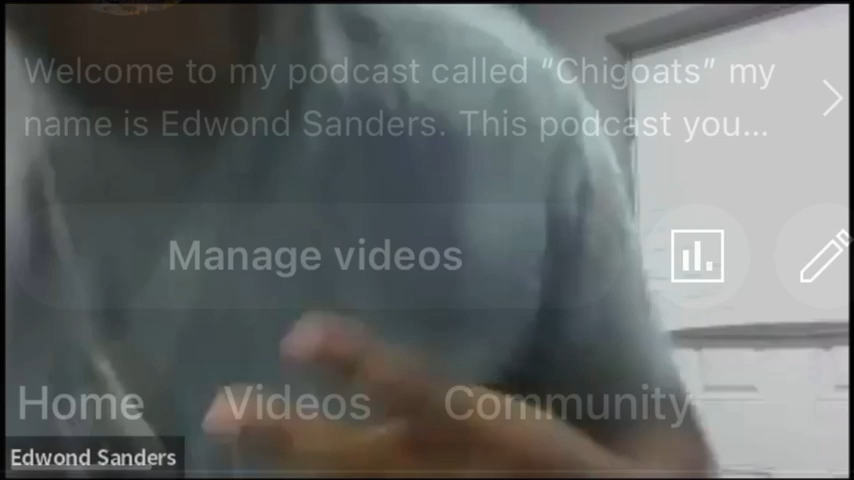 Welcome to my podcast called “Chigoats” my
name is Edwond Sanders. This podcast you...
Manage videos
Home Videos Community
Edwond Sanders